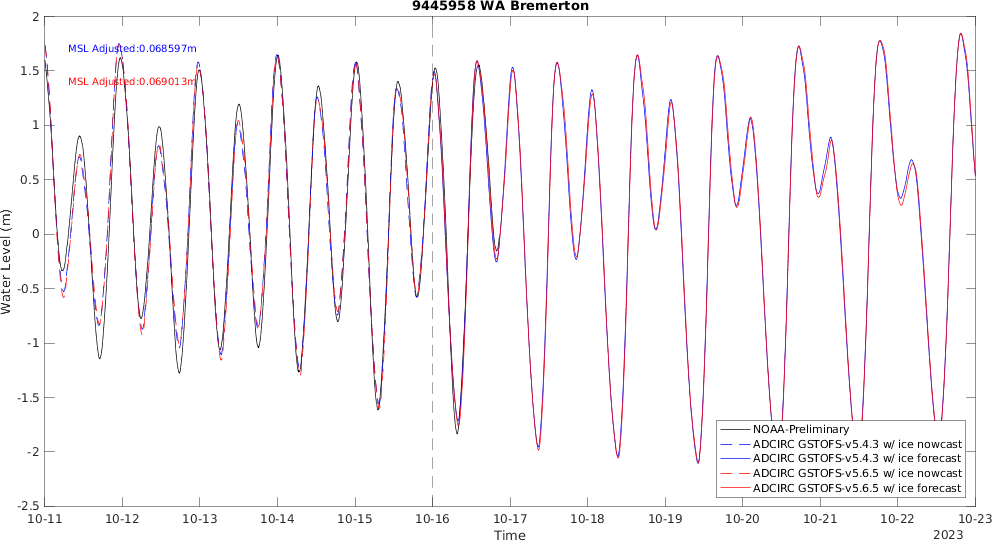 9445958 WA Bremerton
MSL Adjusted:0.068597m
MSL Adjusted:0.069013m
Water Level (m)
2
1.5
1
0.5
0
-0.5
-1
-1.5
-2
-2.5
NOAA-Preliminary
ADCIRC GSTOFS-v5.4.3 w/ ice nowcast
ADCIRC GSTOFS-v5.4.3 w/ ice forecast
ADCIRC GSTOFS-v5.6.5 w/ ice nowcast
ADCIRC GSTOFS-v5.6.5 w/ ice forecast
10-11 10-12 10-13 10-14 10-15 10-16 10-17 10-18 10-19 10-20 10-21 10-22 10-23
Time
2023